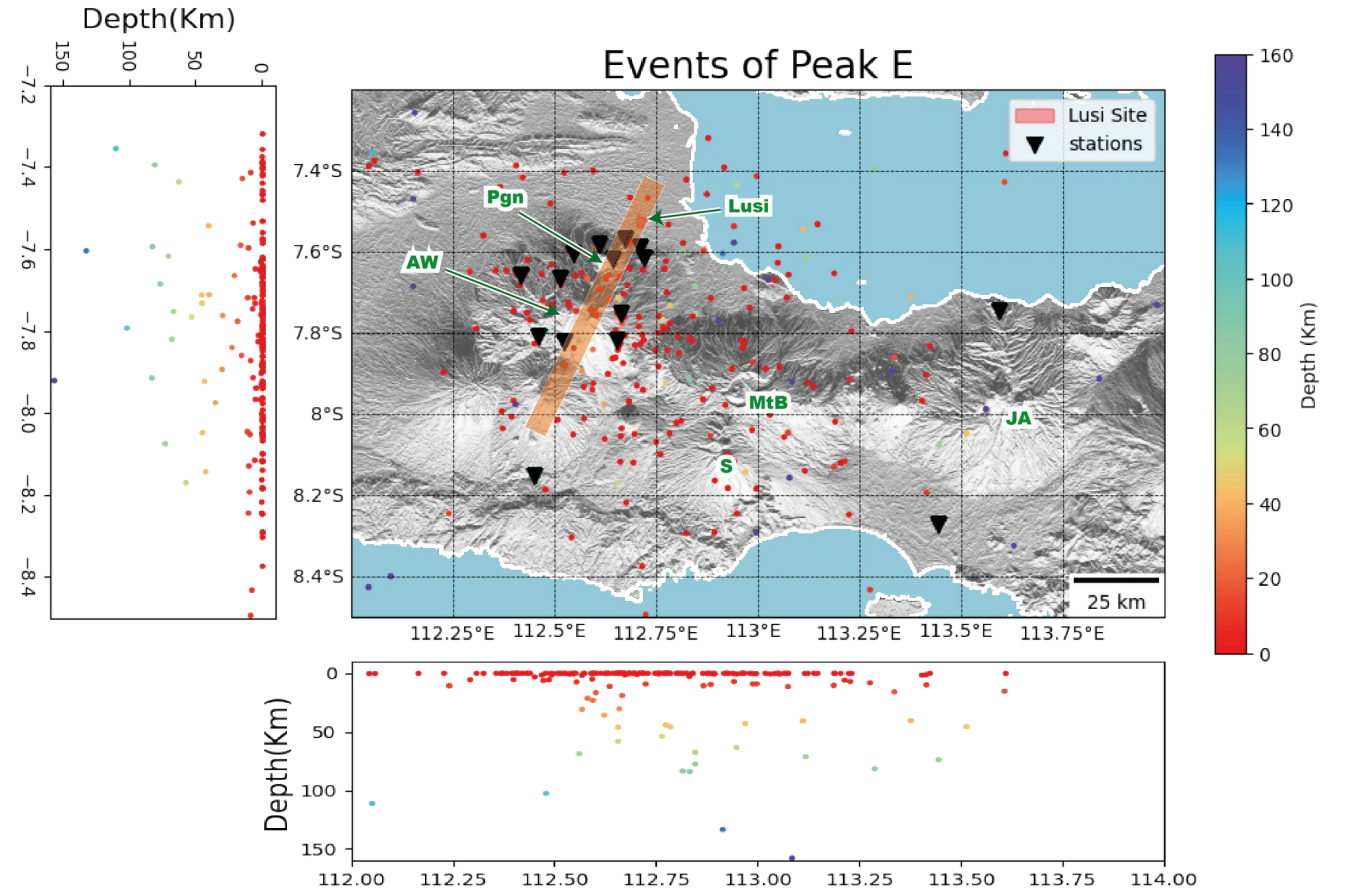 Depth(Km)
150 100 50 0
Events of Peak E
−7.2
−7.4
−7.6
−7.8
−8.0
−8.2
−8.4
7.4°S
7.6°S
7.8°S
8°S
8.2°S
8.4°S
Lusi Site
stations
Pgn
Lusi
AW
MtB
JA
S
25 km
112.25°E 112.5°E 112.75°E 113°E 113.25°E 113.5°E 113.75°E
160
140
120
100
80
60
40
20
0
Depth (Km)
Depth(Km)
0
50
100
150
112.00 112.25 112.50 112.75 113.00 113.25 113.50 113.75 114.00